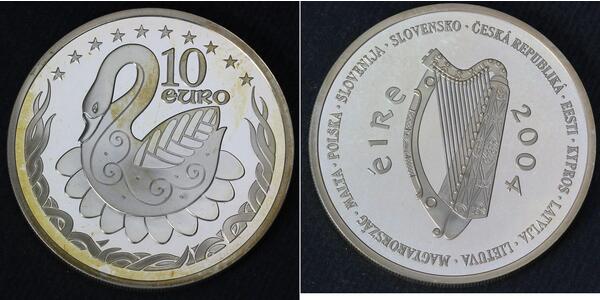 10
EURO
SLOVENIJA · SLOVENSKO · ČESKÁ REPUBLIKA · EESTI · KYPROS · LATVIJA · LIETUVA · MAGYARORSZÁG · MALTA · POLSKA ·
éIRe
2004